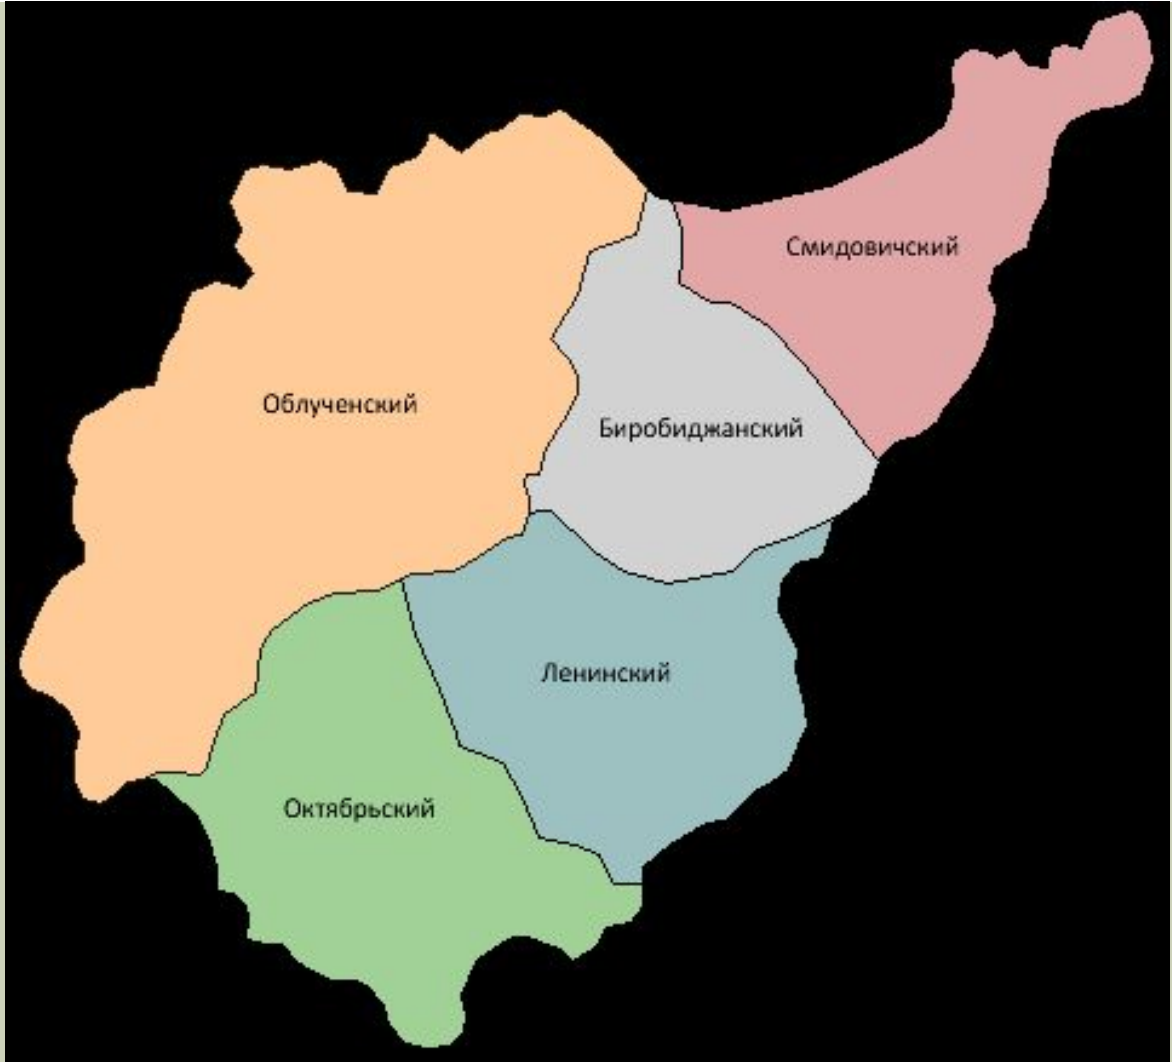 Смидовичский
Облученский
Биробиджанский
Ленинский
Октябрьский